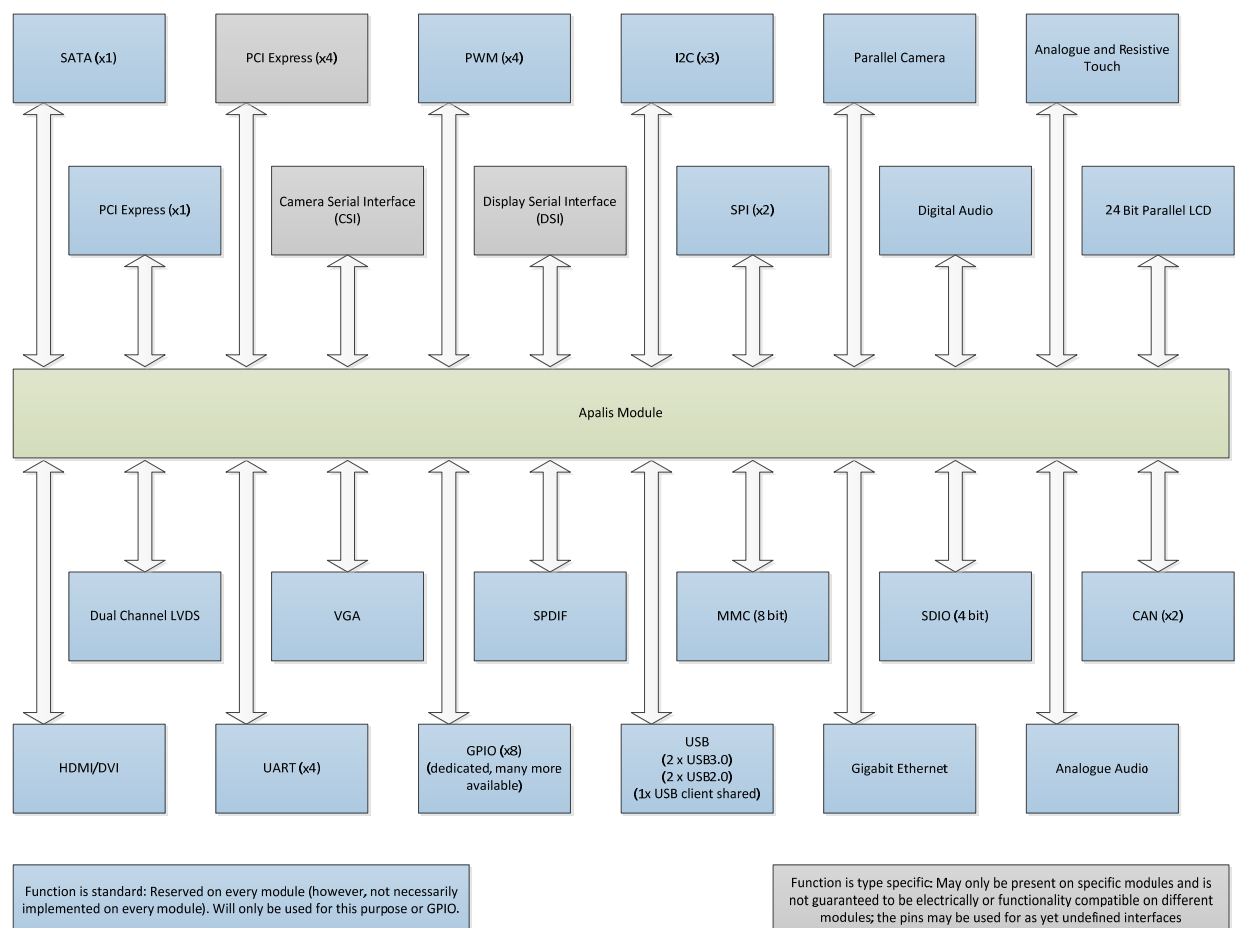 SATA (x1)
PCI Express (x4)
PWM (x4)
I2C (x3)
Parallel Camera
Analogue and Resistive
Touch
PCI Express (x1)
Camera Serial Interface
(CSI)
Display Serial Interface
(DSI)
SPI (x2)
Digital Audio
24 Bit Parallel LCD
Apalis Module
Dual Channel LVDS
VGA
SPDIF
MMC (8 bit)
SDIO (4 bit)
CAN (x2)
HDMI/DVI
UART (x4)
GPIO (x8)
(dedicated, many more
available)
USB
(2 x USB3.0)
(2 x USB2.0)
(1x USB client shared)
Gigabit Ethernet
Analogue Audio
Function is standard: Reserved on every module (however, not necessarily
implemented on every module). Will only be used for this purpose or GPIO.
Function is type specific: May only be present on specific modules and is
not guaranteed to be electrically or functionality compatible on different
modules; the pins may be used for as yet undefined interfaces